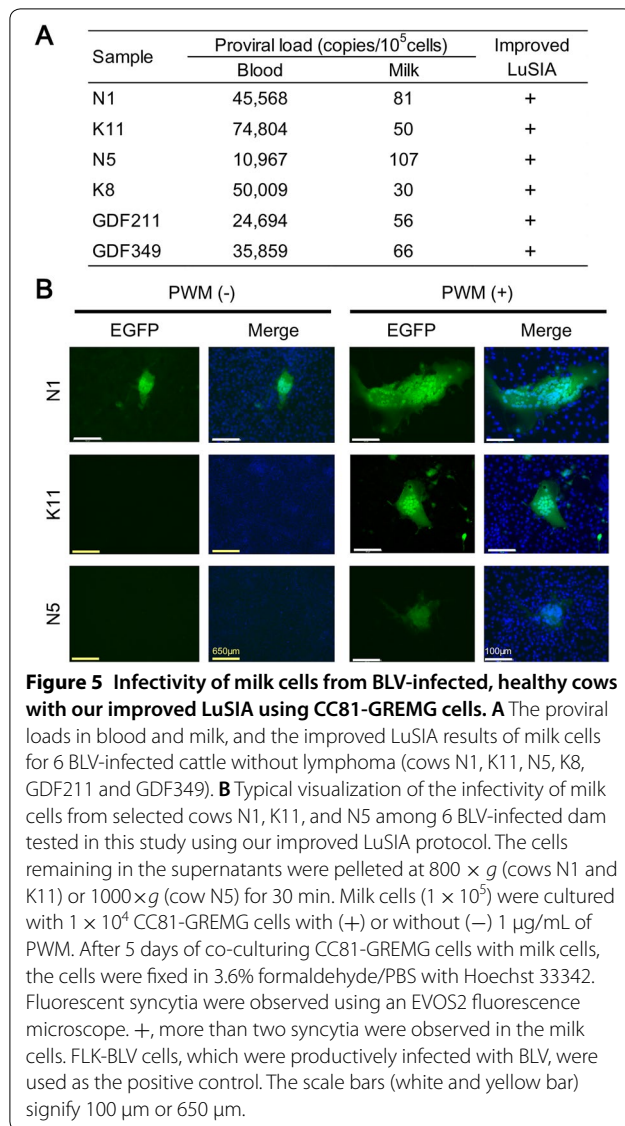 A
Sample Proviral load (copies/10⁵cells) Improved LuSIA
Blood Milk
N1 45,568 81 +
K11 74,804 50 +
N5 10,967 107 +
K8 50,009 30 +
GDF211 24,694 56 +
GDF349 35,859 66 +
B
PWM (-) PWM (+)
EGFP Merge EGFP Merge
N1
K11
N5
650µm 100µm
Figure 5 Infectivity of milk cells from BLV-infected, healthy cows
with our improved LuSIA using CC81-GREMG cells. A The proviral
loads in blood and milk, and the improved LuSIA results of milk cells
for 6 BLV-infected cattle without lymphoma (cows N1, K11, N5, K8,
GDF211 and GDF349). B Typical visualization of the infectivity of milk
cells from selected cows N1, K11, and N5 among 6 BLV-infected dam
tested in this study using our improved LuSIA protocol. The cells
remaining in the supernatants were pelleted at 800 × g (cows N1 and
K11) or 1000×g (cow N5) for 30 min. Milk cells (1 × 10⁵) were cultured
with 1 × 10⁴ CC81-GREMG cells with (+) or without (−) 1 µg/mL of
PWM. After 5 days of co-culturing CC81-GREMG cells with milk cells,
the cells were fixed in 3.6% formaldehyde/PBS with Hoechst 33342.
Fluorescent syncytia were observed using an EVOS2 fluorescence
microscope. +, more than two syncytia were observed in the milk
cells. FLK-BLV cells, which were productively infected with BLV, were
used as the positive control. The scale bars (white and yellow bar)
signify 100 µm or 650 µm.